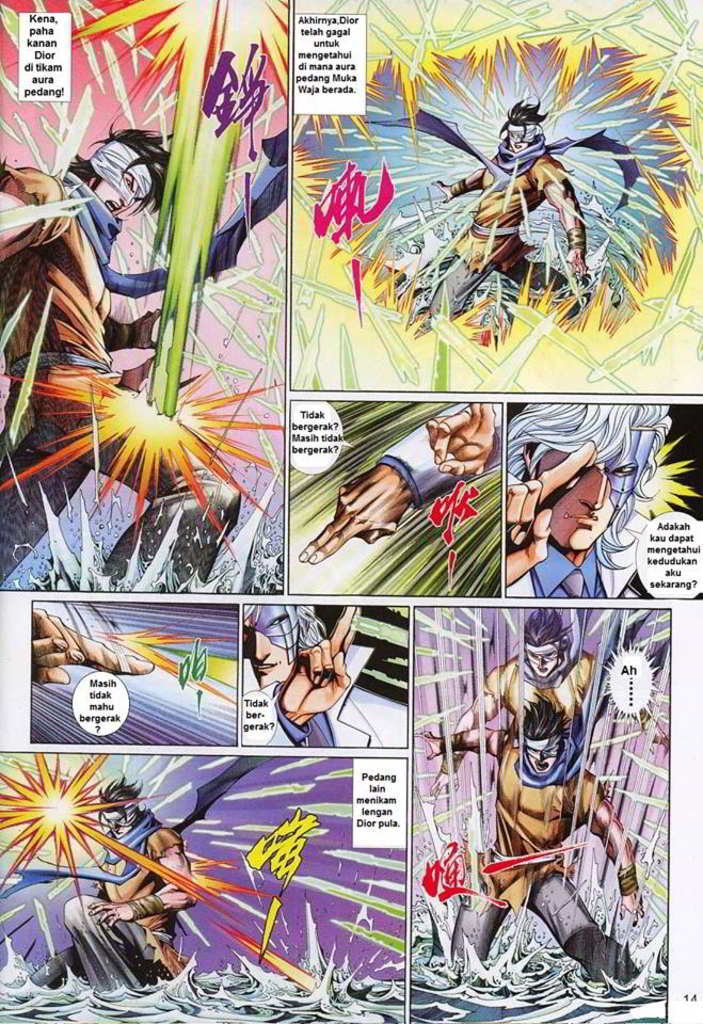 Kena,
paha
kanan
Dior
di tikam
aura
pedang!
Akhirnya,Dior
telah gagal
untuk
mengetahui
di mana aura
pedang Muka
Waja berada.
Tidak
bergerak?
Masih tidak
bergerak?
Adakah
kau dapat
mengetahui
kedudukan
aku
sekarang?
Masih
tidak
mahu
bergerak
?
Tidak
ber-
gerak?
Ah
......
Pedang
lain
menikam
lengan
Dior pula.
14